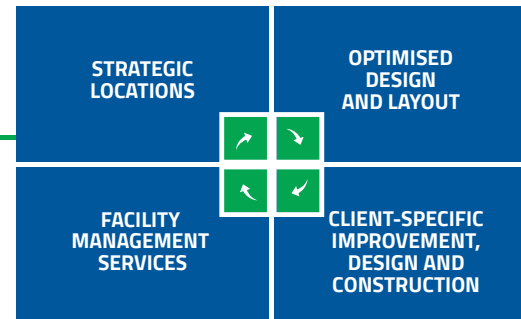 STRATEGIC
LOCATIONS
OPTIMISED
DESIGN
AND LAYOUT
FACILITY
MANAGEMENT
SERVICES
CLIENT-SPECIFIC
IMPROVEMENT,
DESIGN AND
CONSTRUCTION